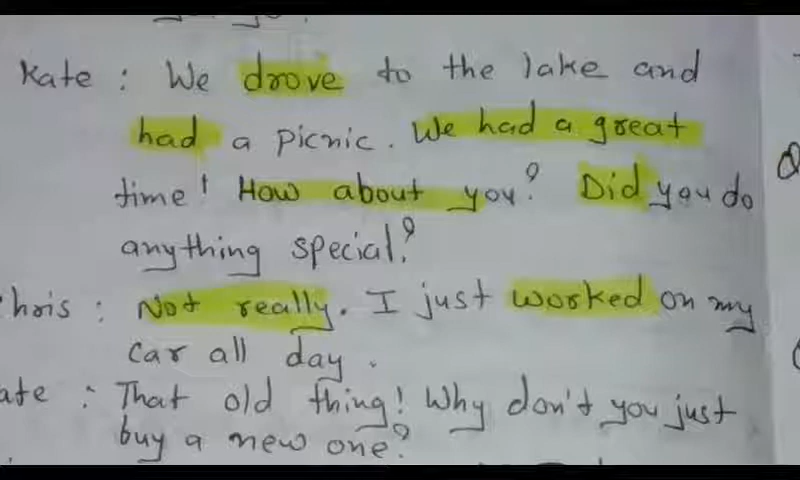 Kate : We drove to the lake and
had a picnic. We had a great
time! How about you? Did you do
anything special?
hris : Not really. I just worked on my
car all day.
ate : That old thing! Why don't you just
buy a new one?